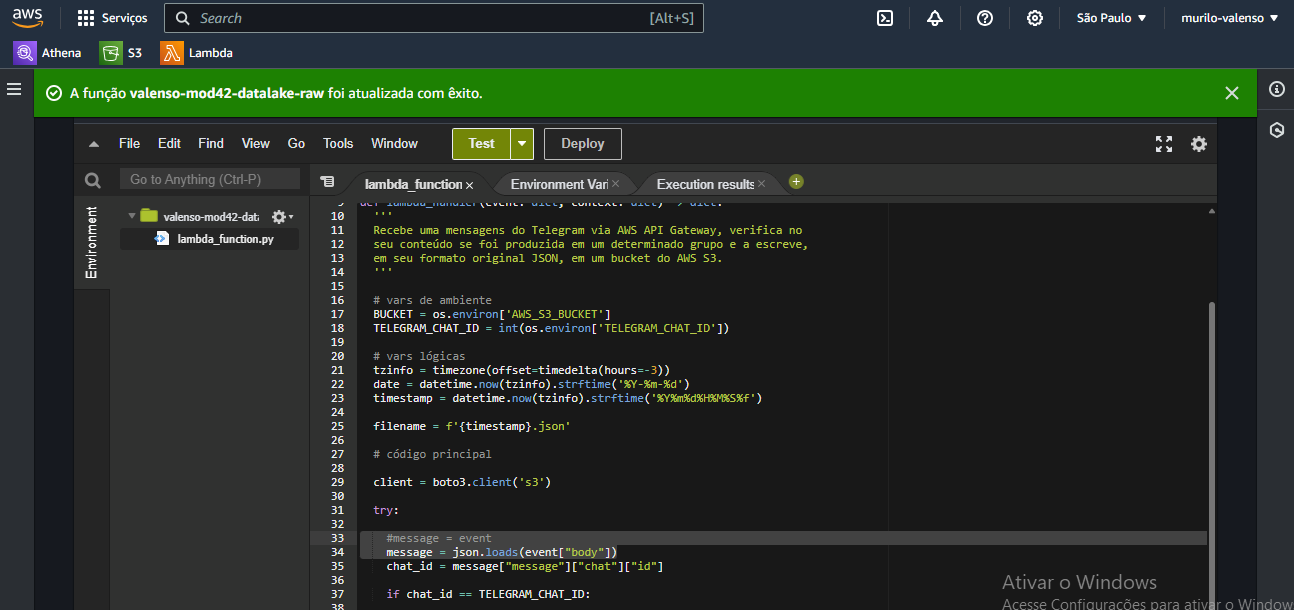 aws
Serviços
Search
[Alt+S]
São Paulo
murilo-valenso
Athena
S3
Lambda
A função valenso-mod42-datalake-raw foi atualizada com êxito.
File Edit Find View Go Tools Window
Test
Deploy
Go to Anything (Ctrl-P)
lambda_function
Environment Vari
Execution results
Environment
valenso-mod42-data
lambda_function.py
9 def lambda_handler(event: dict, context: dict) -> dict:
10 '''
11 Recebe uma mensagens do Telegram via AWS API Gateway, verifica no
12 seu conteúdo se foi produzida em um determinado grupo e a escreve,
13 em seu formato original JSON, em um bucket do AWS S3.
14 '''
15
16 # vars de ambiente
17 BUCKET = os.environ['AWS_S3_BUCKET']
18 TELEGRAM_CHAT_ID = int(os.environ['TELEGRAM_CHAT_ID'])
19
20 # vars lógicas
21 tzinfo = timezone(offset=timedelta(hours=-3))
22 date = datetime.now(tzinfo).strftime('%Y-%m-%d')
23 timestamp = datetime.now(tzinfo).strftime('%Y%m%d%H%M%S%f')
24
25 filename = f'{timestamp}.json'
26
27 # código principal
28
29 client = boto3.client('s3')
30
31 try:
32
33 #message = event
34 message = json.loads(event["body"])
35 chat_id = message["message"]["chat"]["id"]
36
37 if chat_id == TELEGRAM_CHAT_ID:
38
Ativar o Windows
Acesse Configurações para ativar o Window